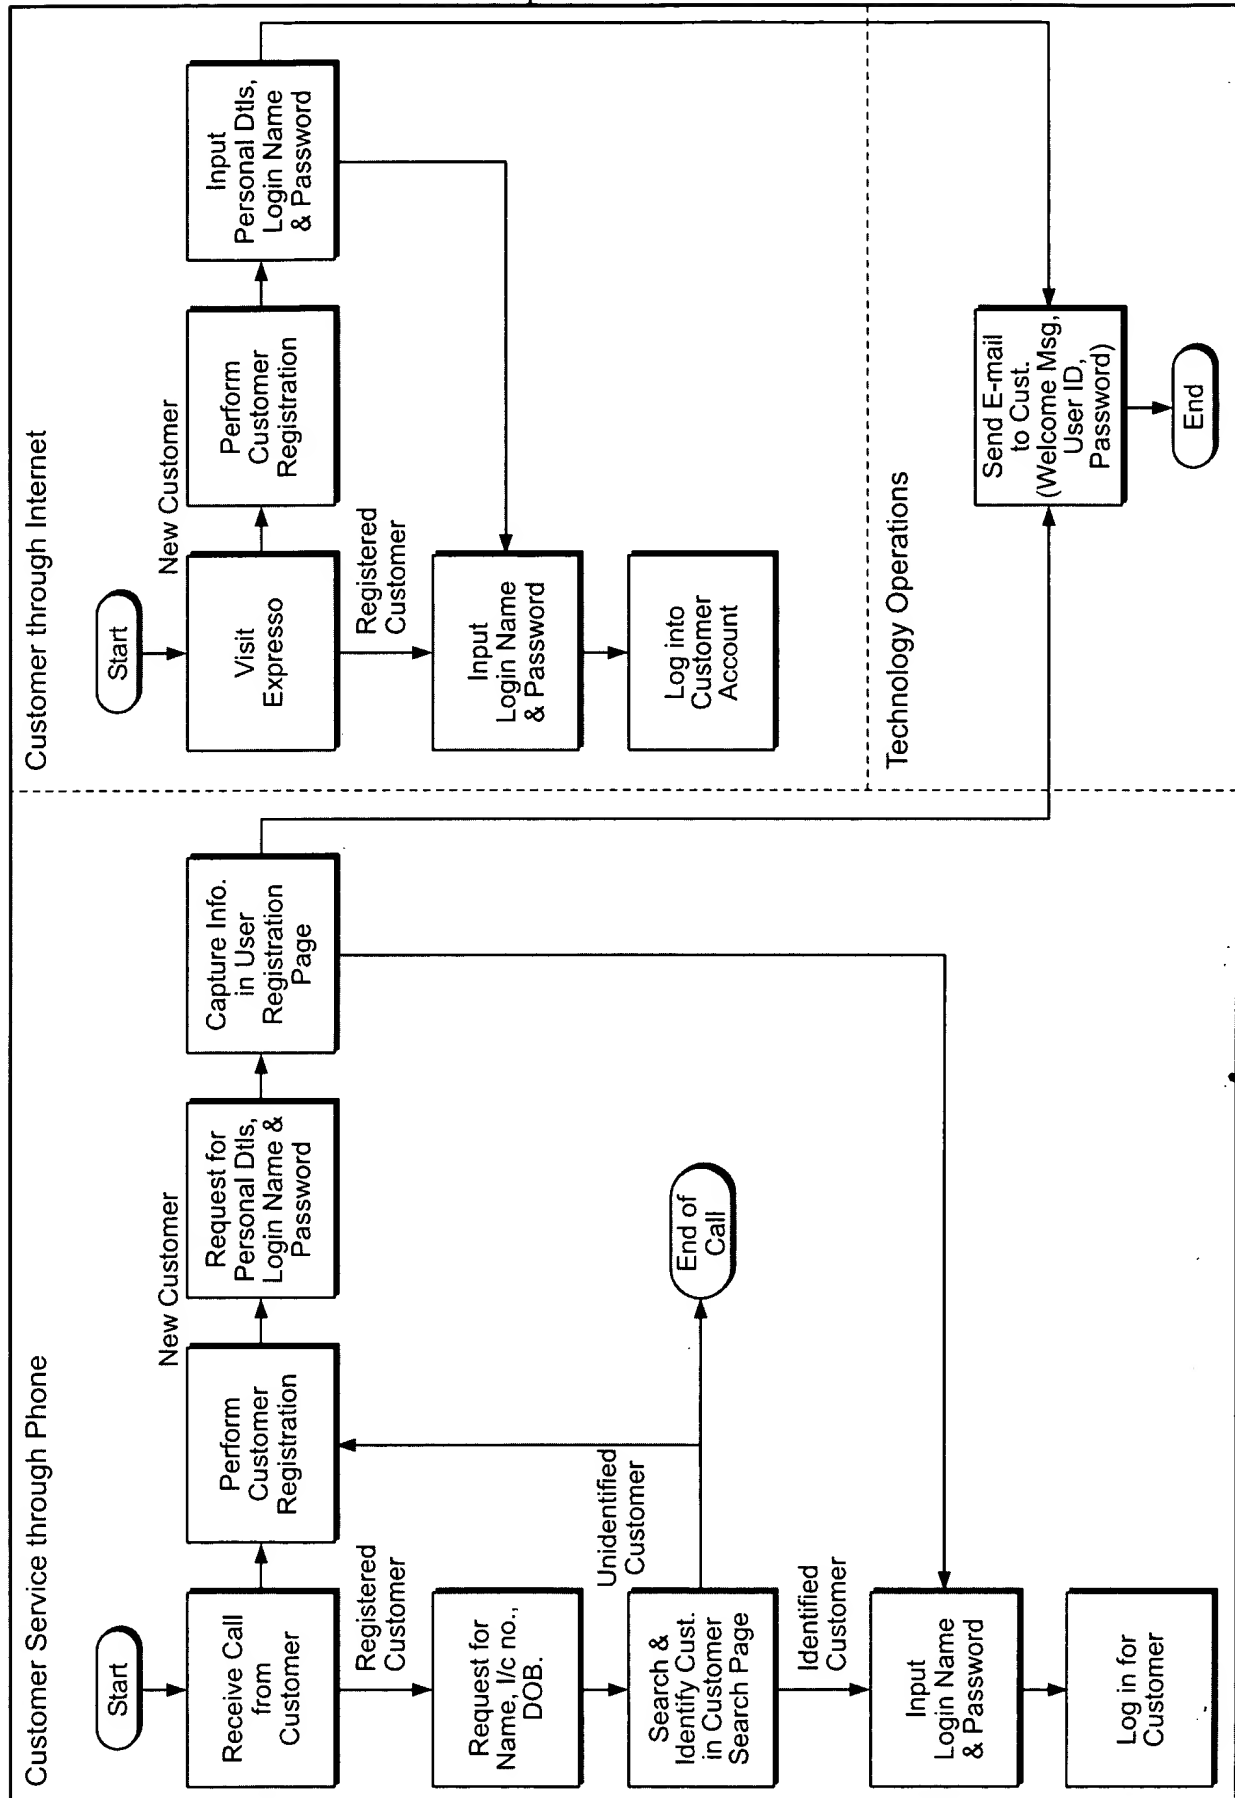 Customer Service through Phone
Start
Receive Call
from
Customer
Registered
Customer
Request for
Name, I/c no.,
DOB.
Search &
Identify Cust.
in Customer
Search Page
Identified
Customer
Input
Login Name
& Password
Log in for
Customer
Unidentified
Customer
End of
Call
Perform
Customer
Registration
New Customer
Request for
Personal Dtls,
Login Name &
Password
Capture Info.
in User
Registration
Page
Customer through Internet
Start
Visit
Expresso
New Customer
Perform
Customer
Registration
Input
Personal Dtls,
Login Name
& Password
Registered
Customer
Input
Login Name
& Password
Log into
Customer
Account
Technology Operations
Send E-mail
to Cust.
(Welcome Msg,
User ID,
Password)
End